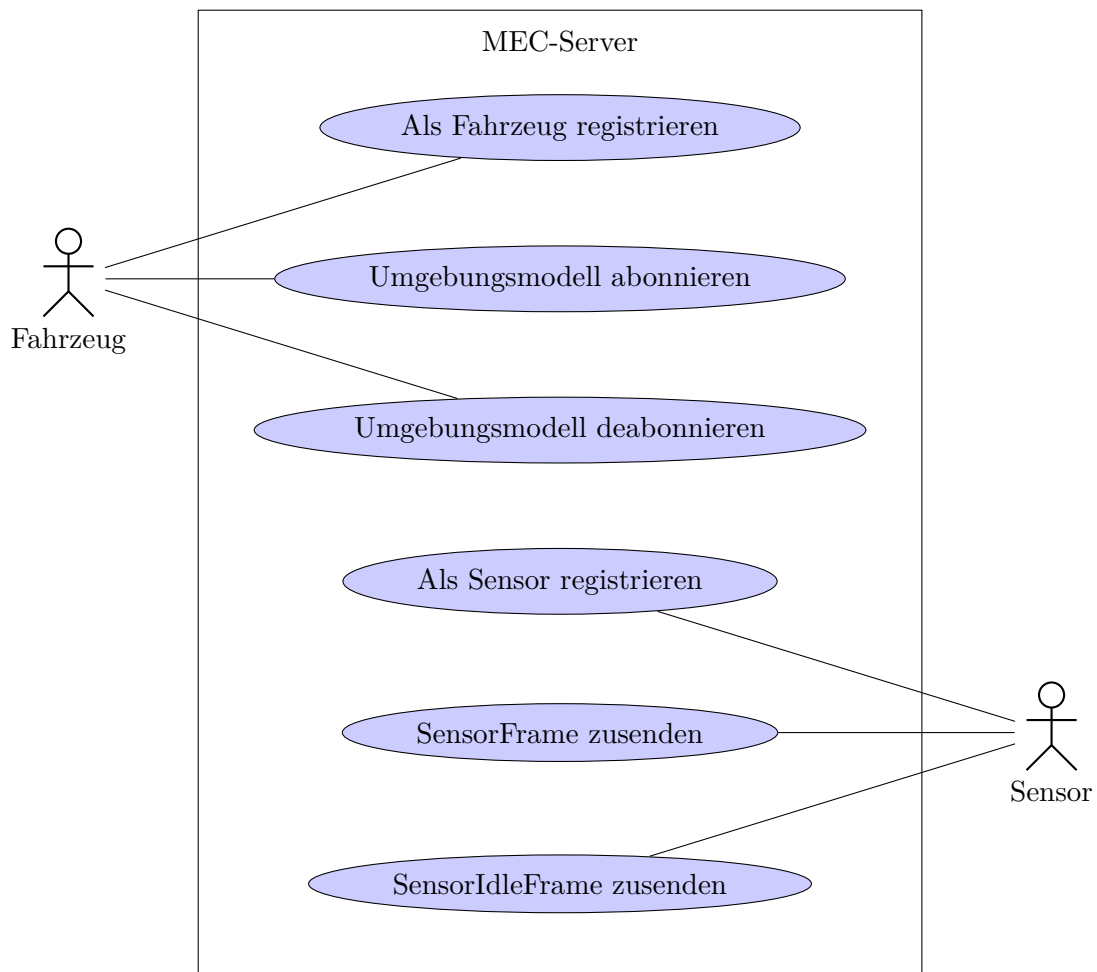 MEC-Server
Als Fahrzeug registrieren
Umgebungsmodell abonnieren
Fahrzeug
Umgebungsmodell deabonnieren
Als Sensor registrieren
SensorFrame zusenden
Sensor
SensorIdleFrame zusenden